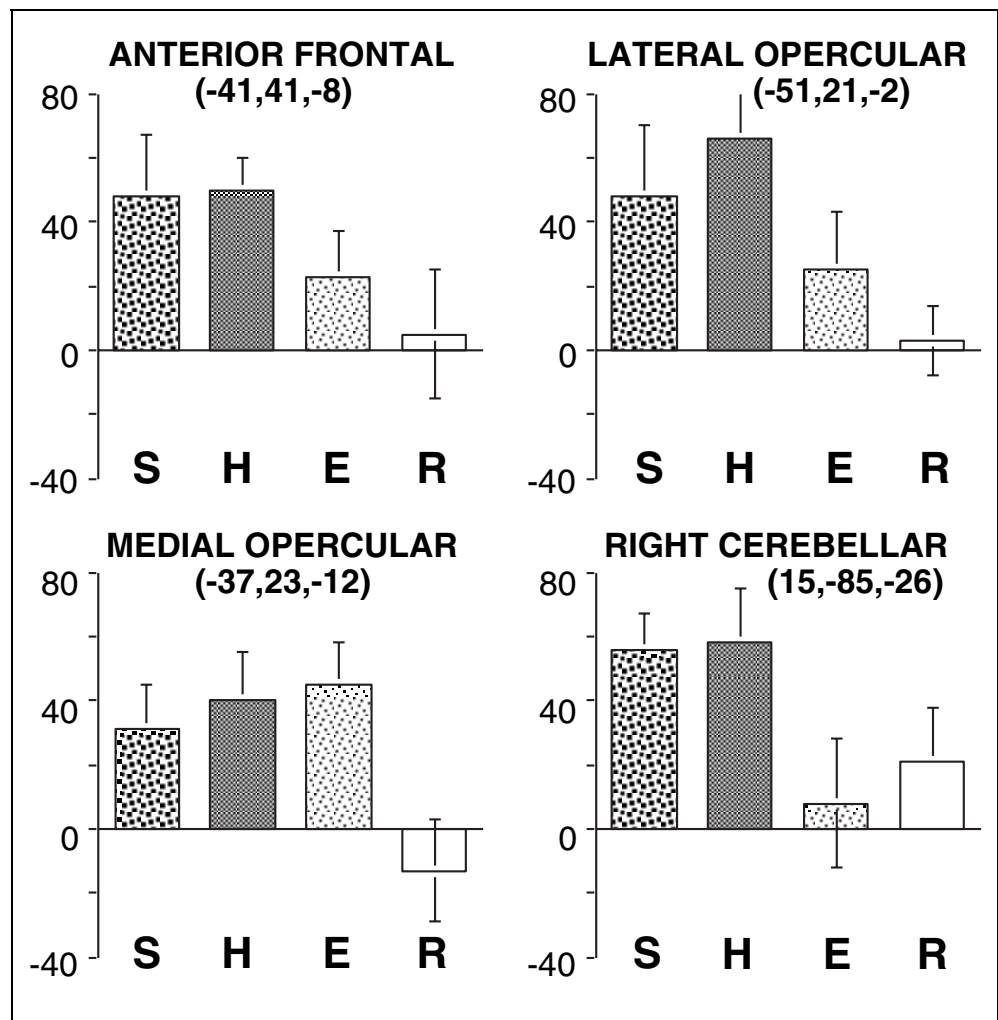 ANTERIOR FRONTAL
(-41,41,-8)
80
40
0
-40
S H E R
LATERAL OPERCULAR
(-51,21,-2)
80
40
0
-40
S H E R
MEDIAL OPERCULAR
(-37,23,-12)
80
40
0
-40
S H E R
RIGHT CEREBELLAR
(15,-85,-26)
80
40
0
-40
S H E R